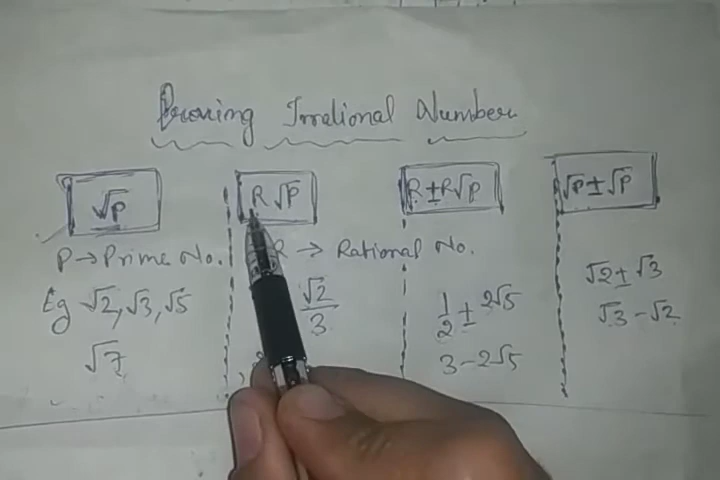 Proving Irrational Number
√P
R√P
R±R√P
√P±√P
P→Prime No.
R → Rational No.
Eg √2, √3, √5
√7
√2/3
1/2 ± 2√5
3-2√5
√2±√3
√3-√2